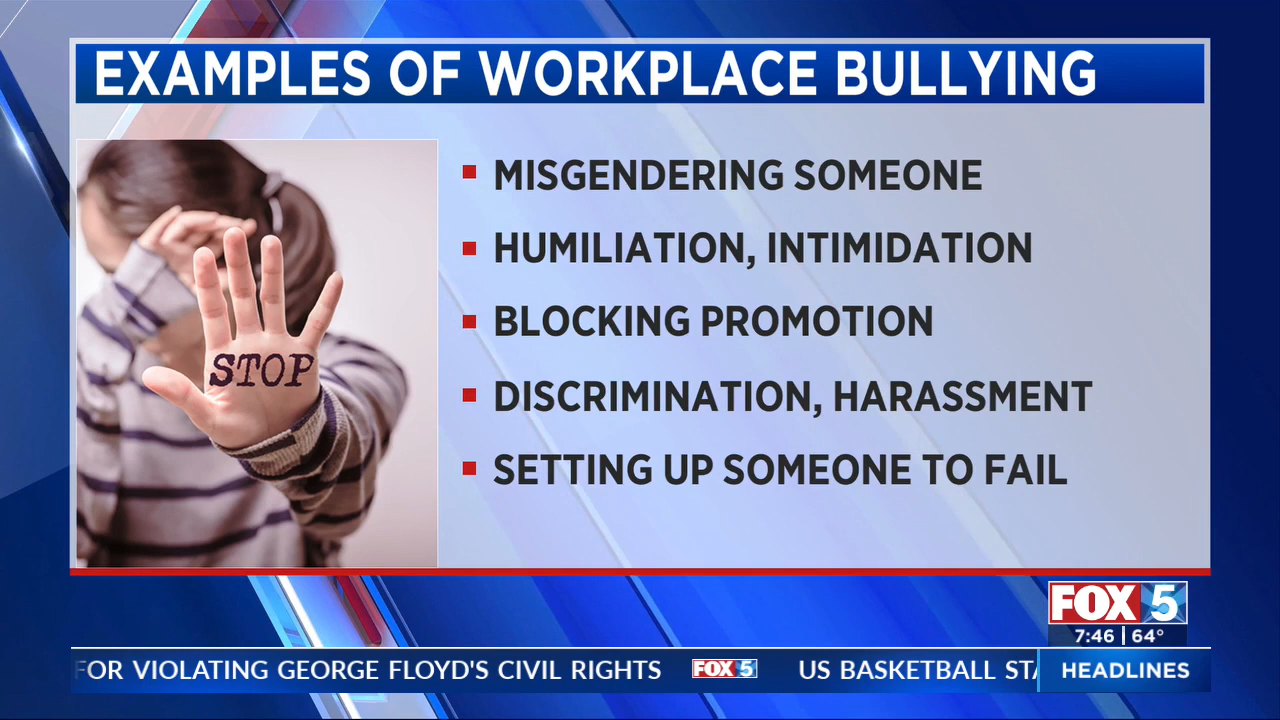 EXAMPLES OF WORKPLACE BULLYING
STOP
MISGENDERING SOMEONE
HUMILIATION, INTIMIDATION
BLOCKING PROMOTION
DISCRIMINATION, HARASSMENT
SETTING UP SOMEONE TO FAIL
FOX 5
7:46 | 64°
FOR VIOLATING GEORGE FLOYD'S CIVIL RIGHTS FOX 5 US BASKETBALL
HEADLINES